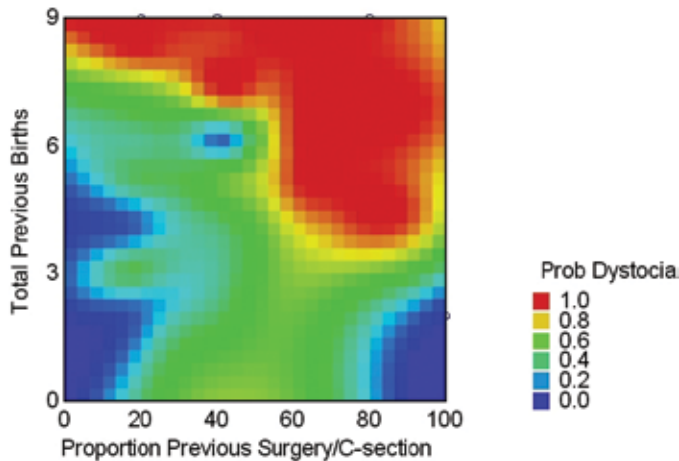 9
6
3
0
Total Previous Births
0 20 40 60 80 100
Proportion Previous Surgery/C-section
Prob Dystocia
1.0
0.8
0.6
0.4
0.2
0.0